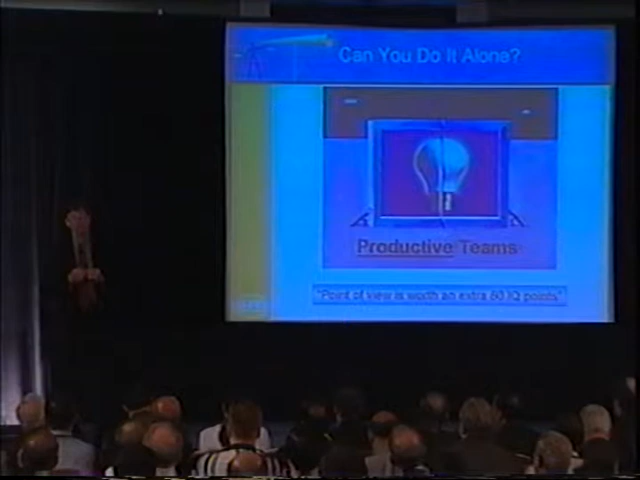 Can You Do It Alone?
Productive Teams
"Point of view is worth an extra 80 IQ points"